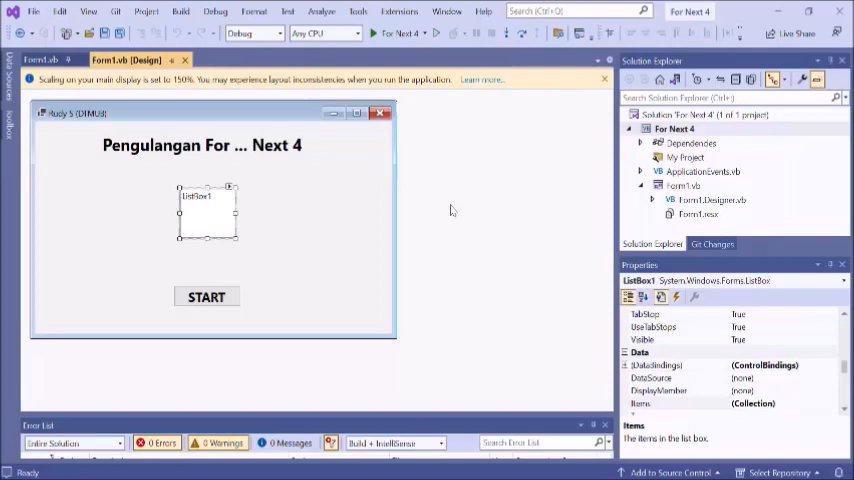 File Edit View Git Project Build Debug Format Test Analyze Tools Extensions Window Help Search (Ctrl+Q) For Next 4
Debug Any CPU For Next 4 Live Share
Form1.vb Form1.vb [Design]
Scaling on your main display is set to 150%. You may experience layout inconsistencies when you run the application. Learn more...
Data Sources
Toolbox
Rudy S (DTMUB)
Pengulangan For ... Next 4
ListBox1
START
Solution Explorer
Search Solution Explorer (Ctrl+;)
Solution 'For Next 4' (1 of 1 project)
For Next 4
Dependencies
My Project
ApplicationEvents.vb
Form1.vb
Form1.Designer.vb
Form1.resx
Solution Explorer Git Changes
Properties
ListBox1 System.Windows.Forms.ListBox
TabStop True
UseTabStops True
Visible True
Data
(DataBindings) (ControlBindings)
DataSource (none)
DisplayMember (none)
Items (Collection)
Items
The items in the list box.
Error List
Entire Solution 0 Errors 0 Warnings 0 Messages Build + IntelliSense Search Error List
Ready Add to Source Control Select Repository